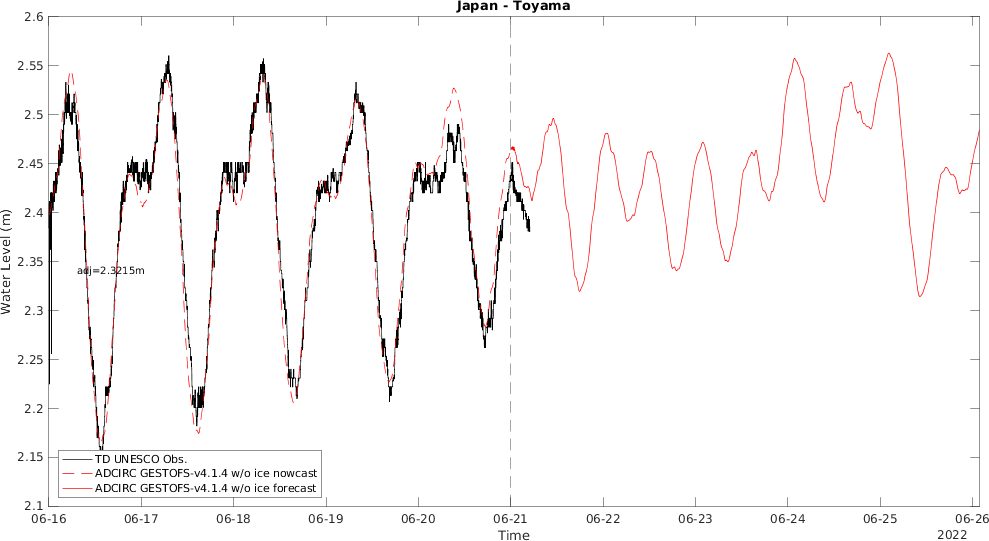 Japan - Toyama
2.6
2.55
2.5
2.45
2.4
2.35
2.3
2.25
2.2
2.15
2.1
Water Level (m)
adj=2.3215m
TD UNESCO Obs.
ADCIRC GESTOFS-v4.1.4 w/o ice nowcast
ADCIRC GESTOFS-v4.1.4 w/o ice forecast
06-16 06-17 06-18 06-19 06-20 06-21 06-22 06-23 06-24 06-25 06-26
Time
2022